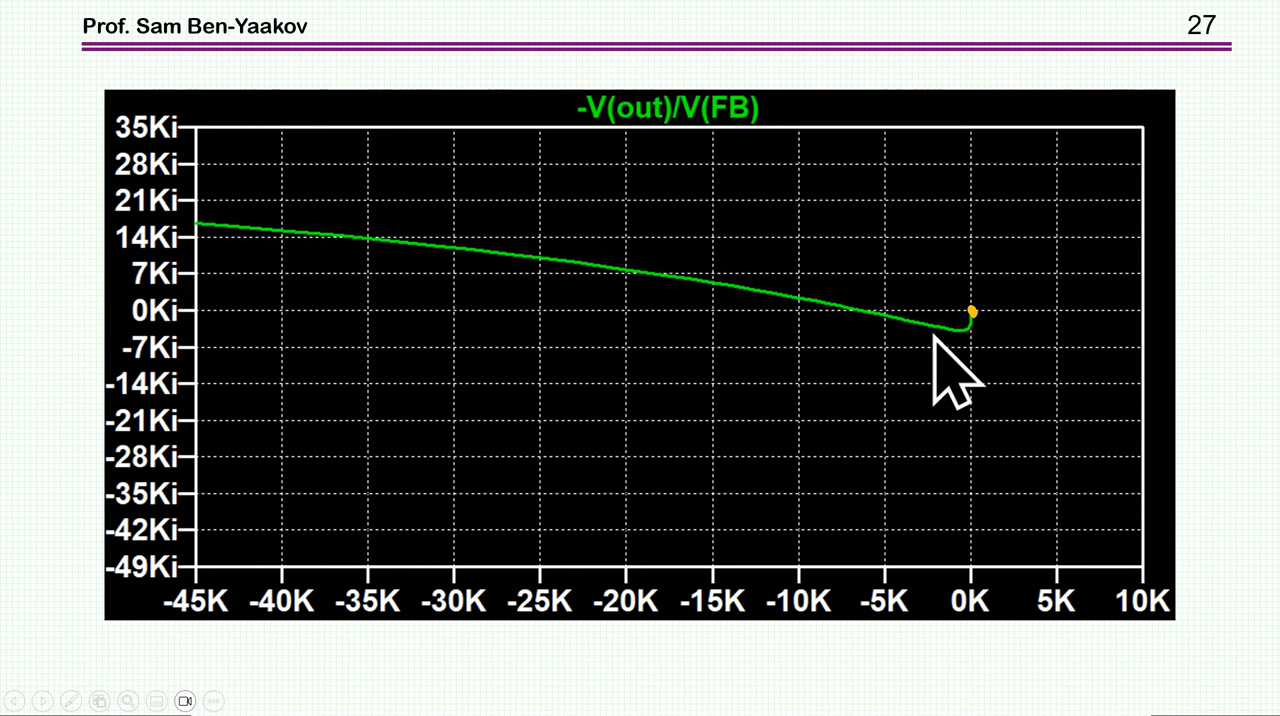 Prof. Sam Ben-Yaakov
27
-V(out)/V(FB)
35Ki
28Ki
21Ki
14Ki
7Ki
0Ki
-7Ki
-14Ki
-21Ki
-28Ki
-35Ki
-42Ki
-49Ki
-45K -40K -35K -30K -25K -20K -15K -10K -5K 0K 5K 10K